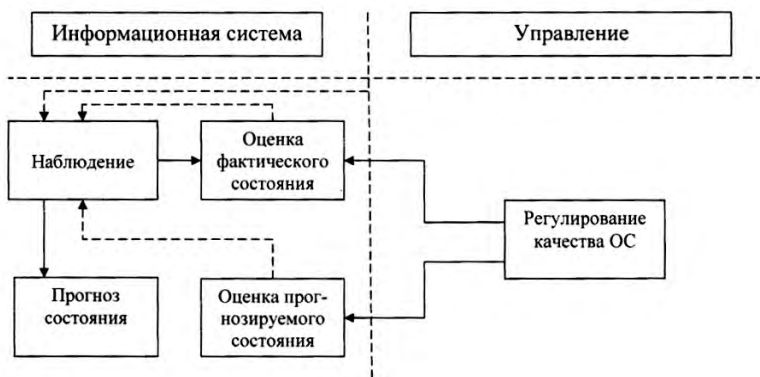 Информационная система
Управление
Наблюдение
Оценка
фактического
состояния
Регулирование
качества ОС
Прогноз
состояния
Оценка прог-
нозируемого
состояния